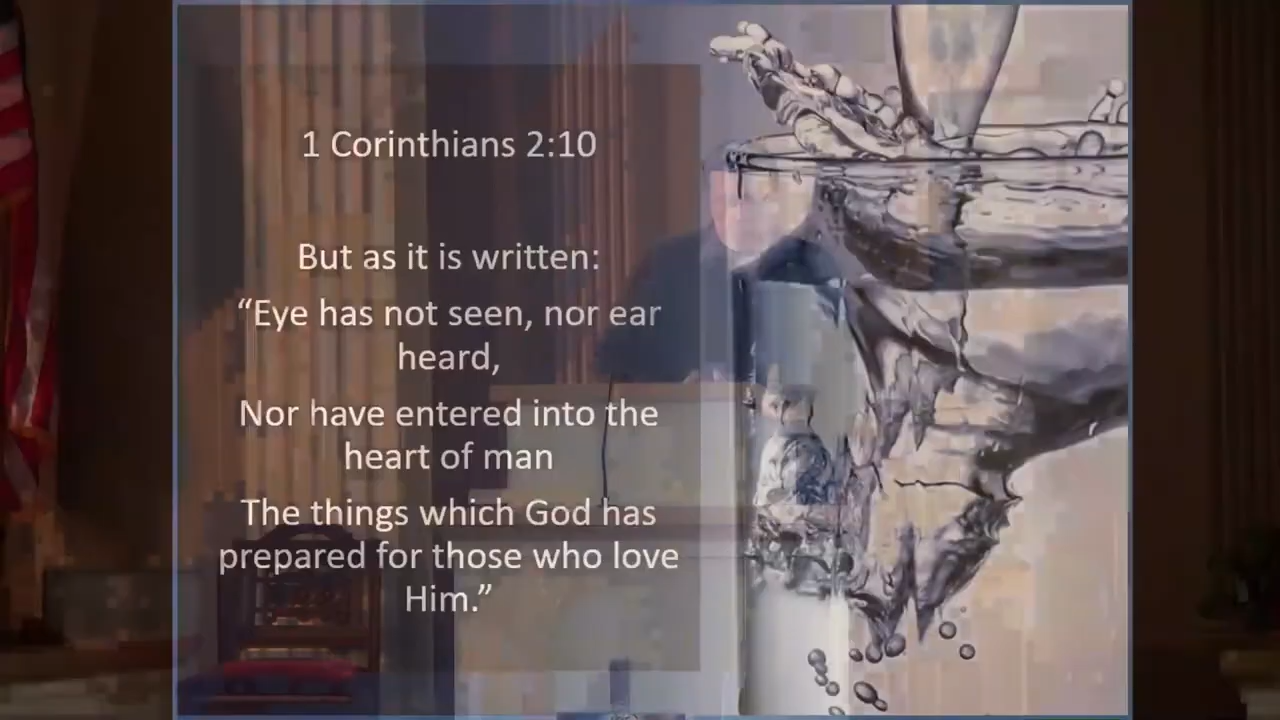 1 Corinthians 2:10
But as it is written:
“Eye has not seen, nor ear
heard,
Nor have entered into the
heart of man
The things which God has
prepared for those who love
Him.”